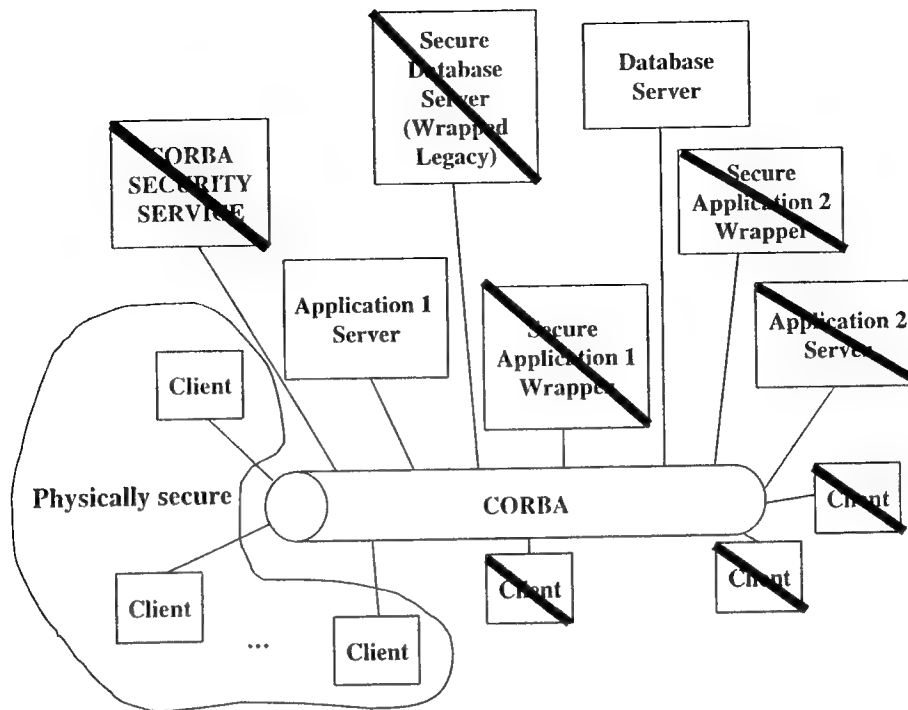 Secure
Database
Server
(Wrapped
Legacy)
Database
Server
CORBA
SECURITY
SERVICE
Secure
Application 2
Wrapper
Application 1
Server
Secure
Application 1
Wrapper
Application 2
Server
Client
Physically secure
CORBA
Client
Client
Client
Client
...
Client